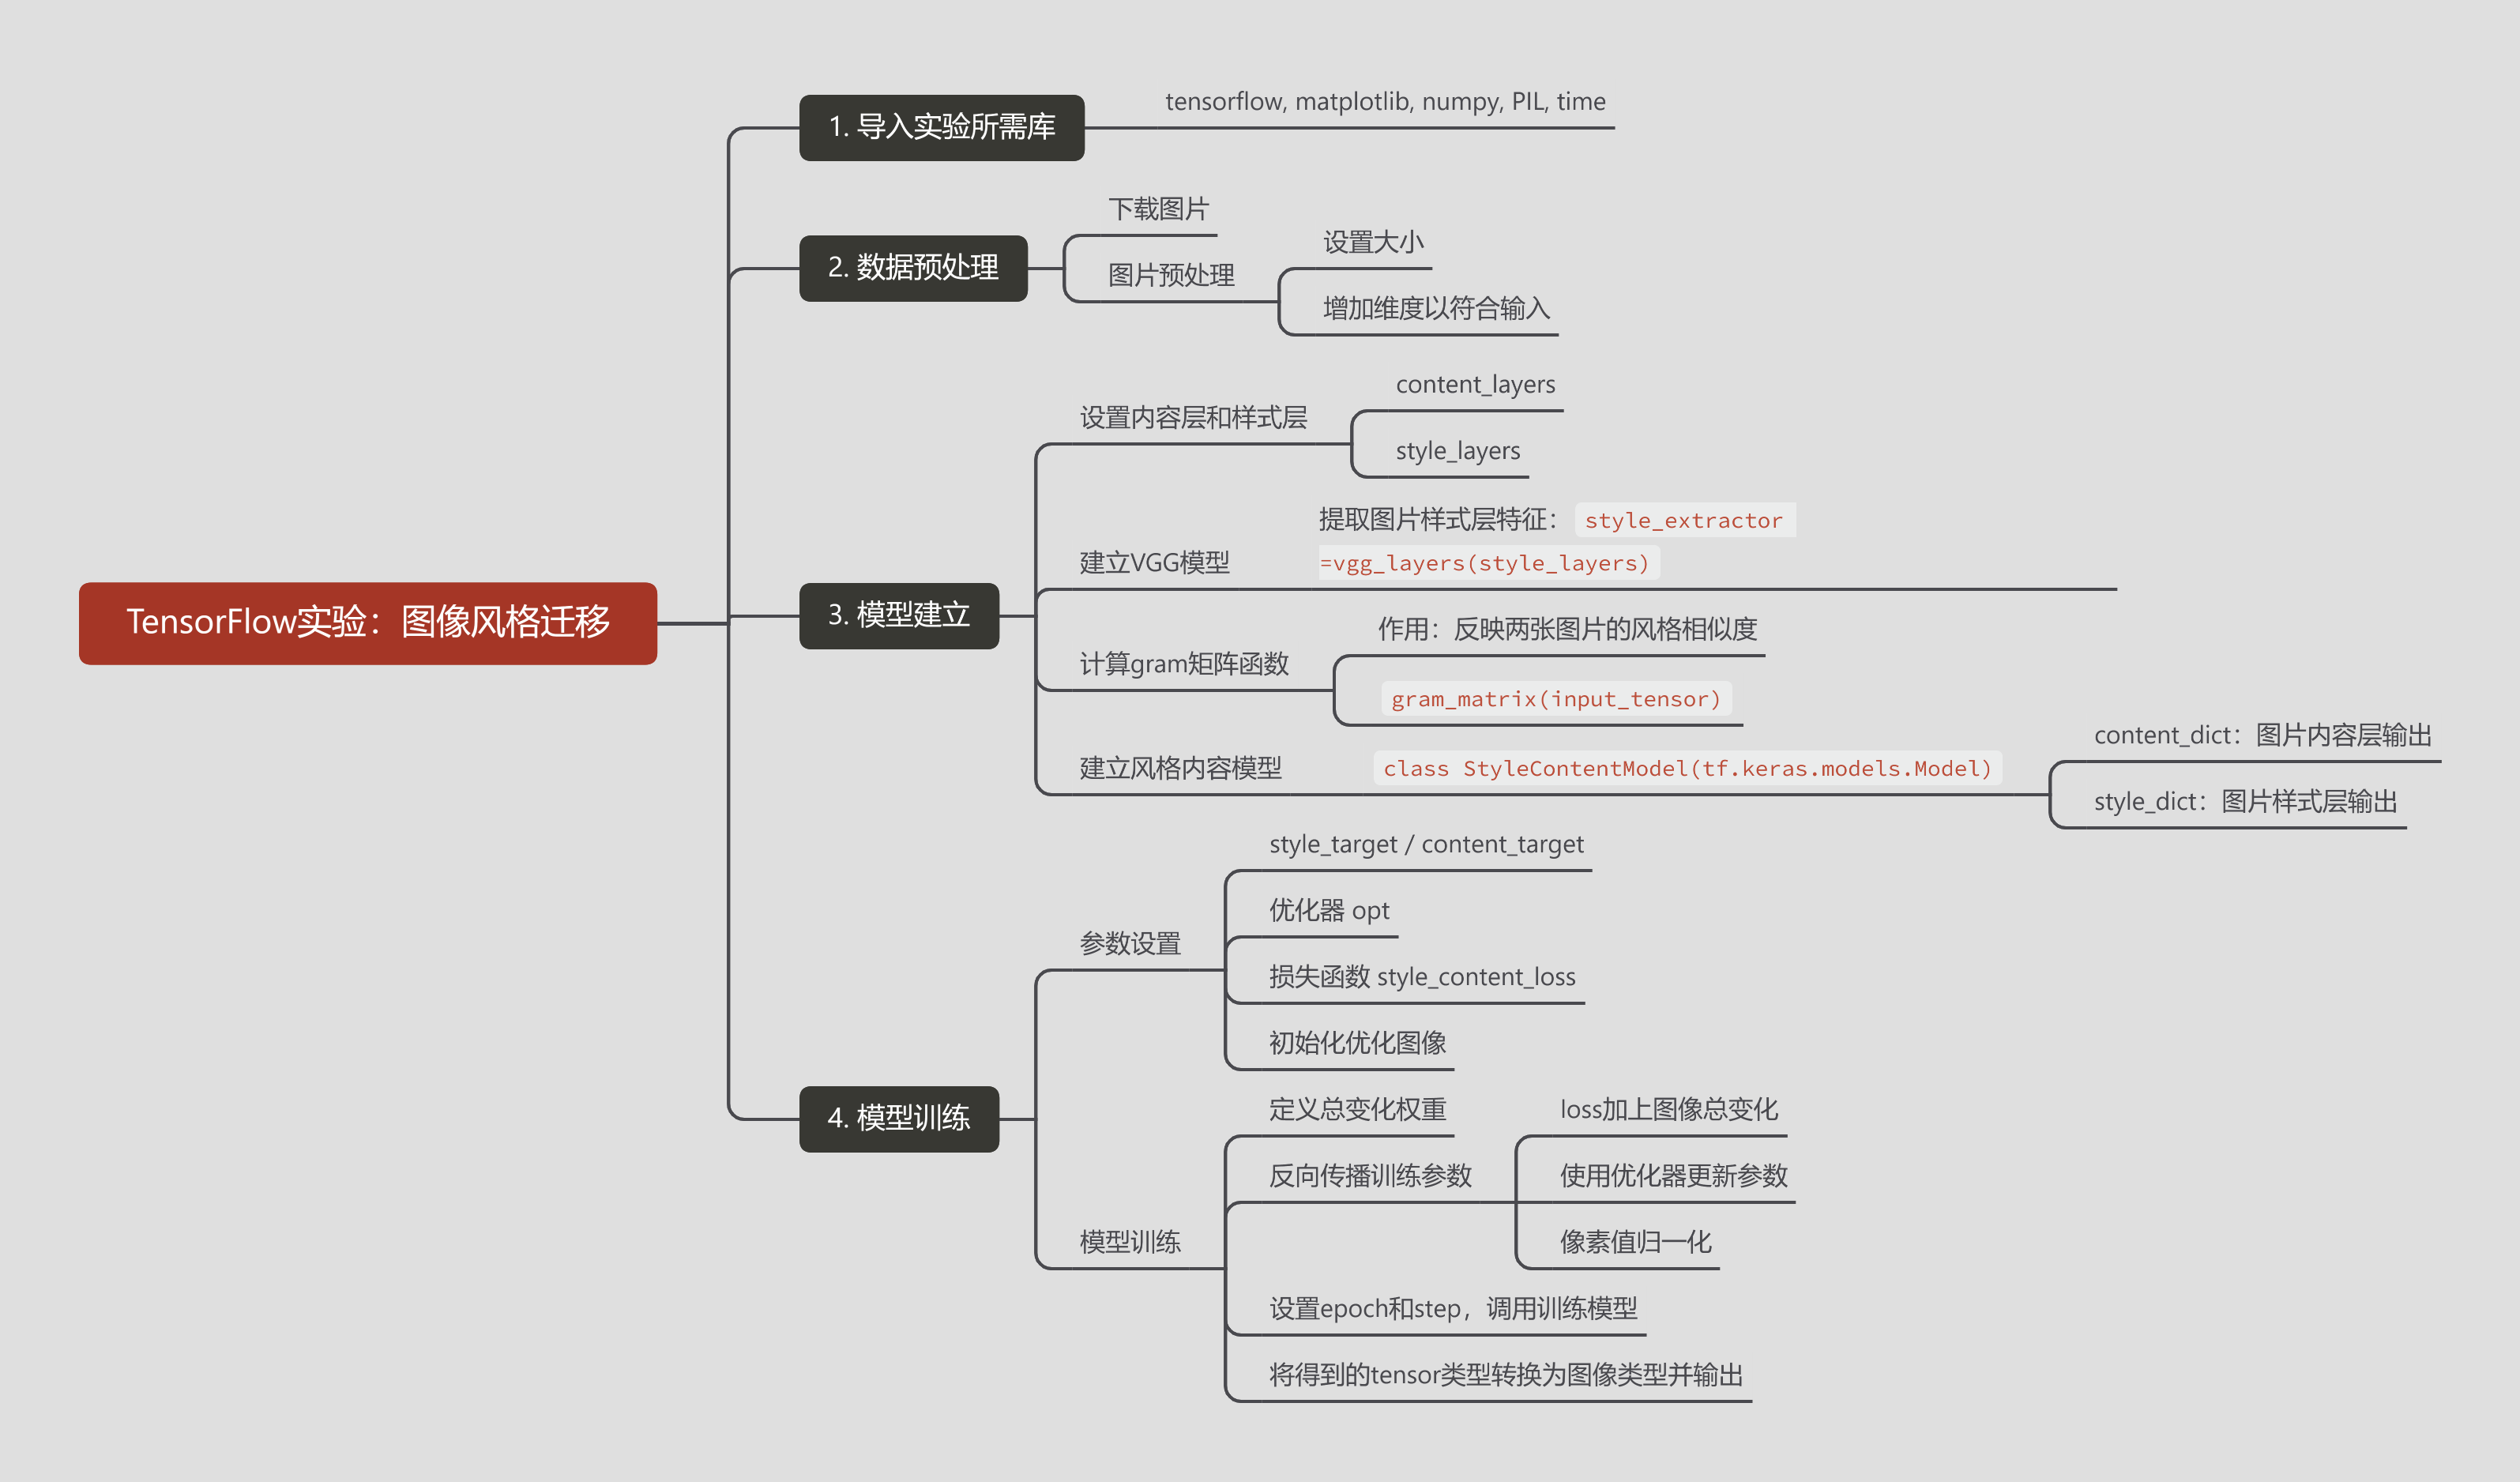 TensorFlow实验：图像风格迁移
1. 导入实验所需库
tensorflow, matplotlib, numpy, PIL, time
2. 数据预处理
下载图片
图片预处理
设置大小
增加维度以符合输入
3. 模型建立
设置内容层和样式层
content_layers
style_layers
建立VGG模型
提取图片样式层特征： style_extractor
=vgg_layers(style_layers)
计算gram矩阵函数
作用：反映两张图片的风格相似度
gram_matrix(input_tensor)
建立风格内容模型
class StyleContentModel(tf.keras.models.Model)
content_dict：图片内容层输出
style_dict：图片样式层输出
4. 模型训练
参数设置
style_target / content_target
优化器 opt
损失函数 style_content_loss
初始化优化图像
模型训练
定义总变化权重
反向传播训练参数
loss加上图像总变化
使用优化器更新参数
像素值归一化
设置epoch和step，调用训练模型
将得到的tensor类型转换为图像类型并输出